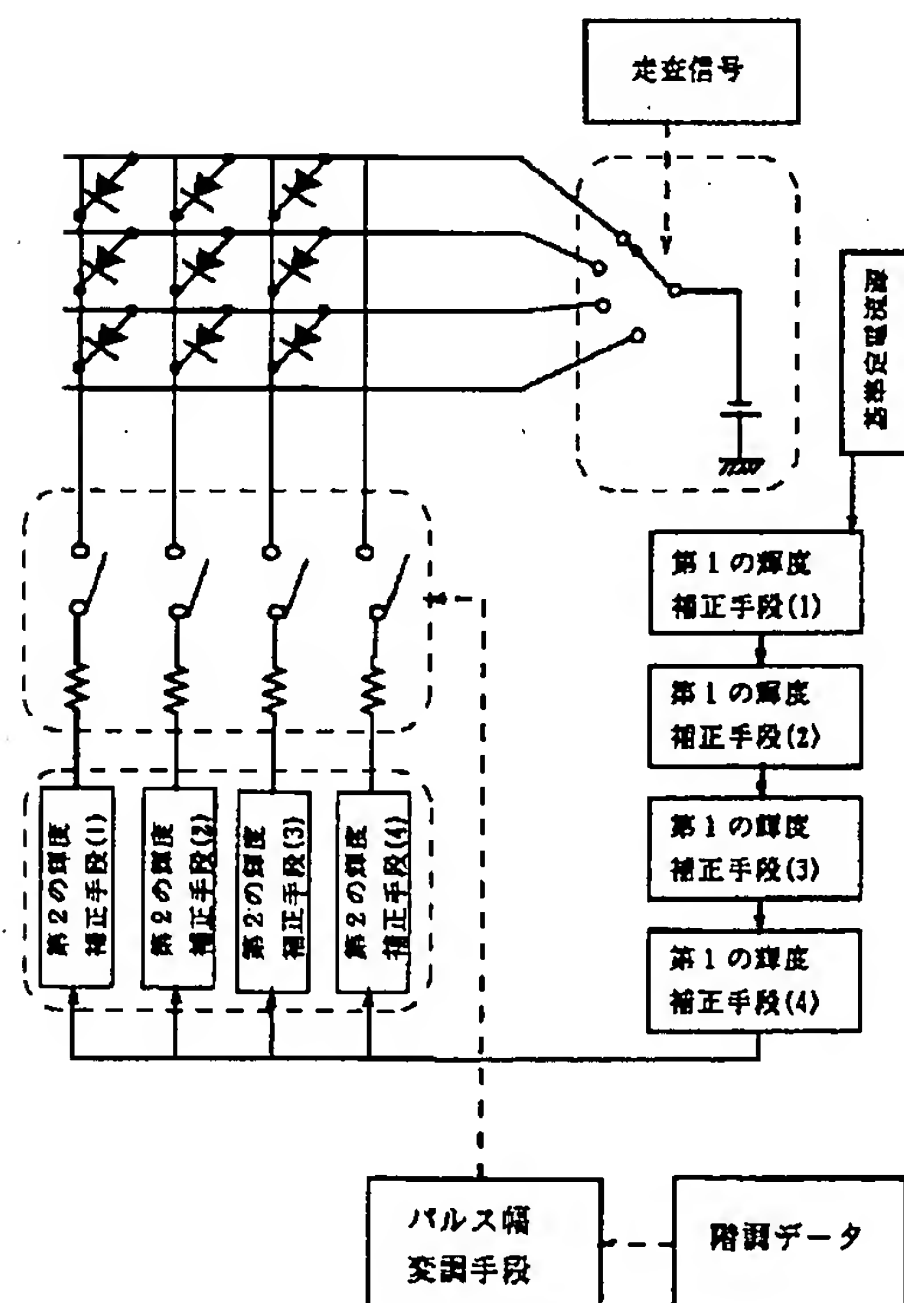 走査信号
基準定電流源
第1の輝度
補正手段(1)
第1の輝度
補正手段(2)
第1の輝度
補正手段(3)
第1の輝度
補正手段(4)
第2の輝度
補正手段(1)
第2の輝度
補正手段(2)
第2の輝度
補正手段(3)
第2の輝度
補正手段(4)
パルス幅
変調手段
階調データ